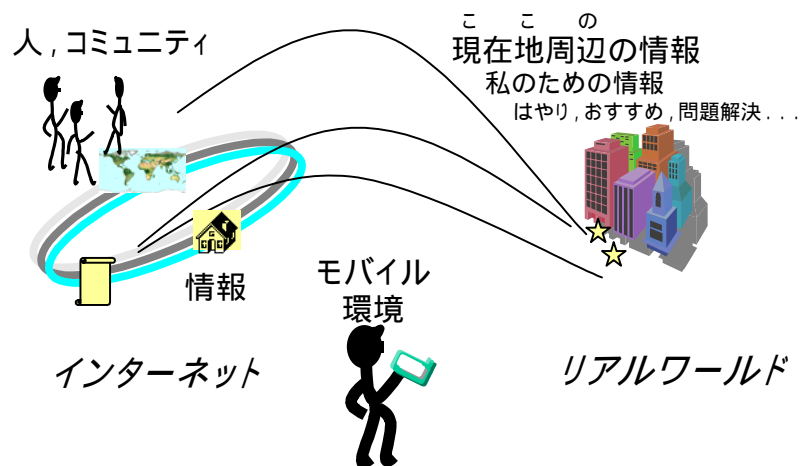 人，コミュニティ
こ こ の
現在地周辺の情報
私のための情報
はやり，おすすめ，問題解決．．．
情報
モバイル
環境
インターネット
リアルワールド